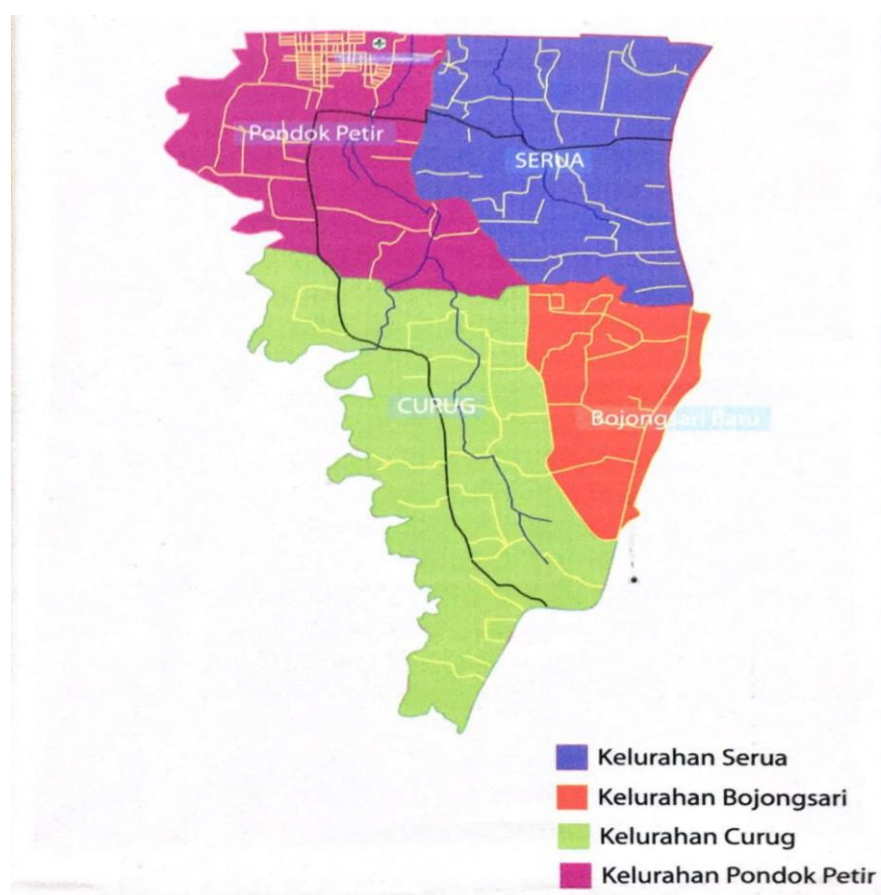 Pondok Petir
SERUA
CURUG
Bojongsari Baru
Kelurahan Serua
Kelurahan Bojongsari
Kelurahan Curug
Kelurahan Pondok Petir